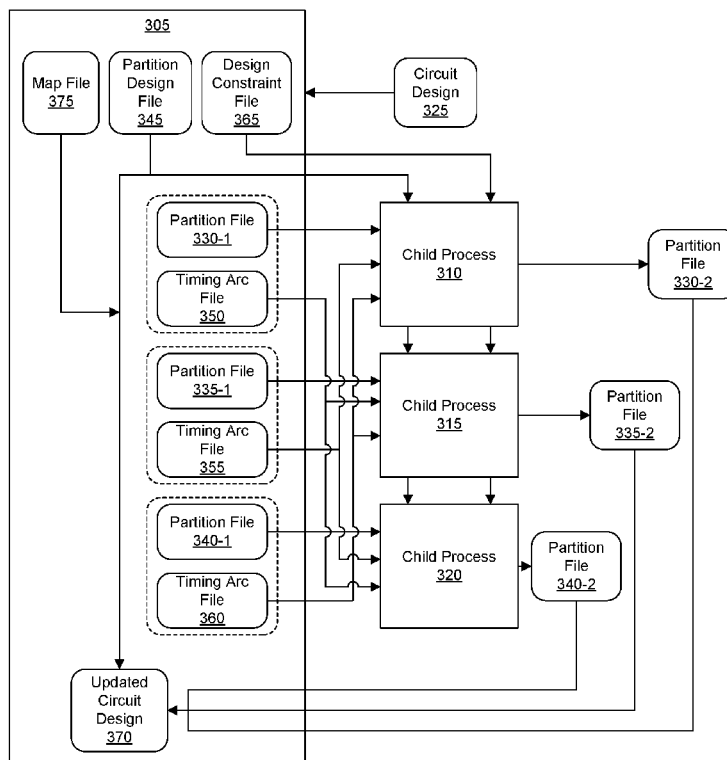 305
Map File
375
Partition
Design
File
345
Design
Constraint
File
365
Circuit
Design
325
Partition File
330-1
Timing Arc
File
350
Child Process
310
Partition
File
330-2
Partition File
335-1
Timing Arc
File
355
Child Process
315
Partition
File
335-2
Partition File
340-1
Timing Arc
File
360
Child Process
320
Partition
File
340-2
Updated
Circuit
Design
370